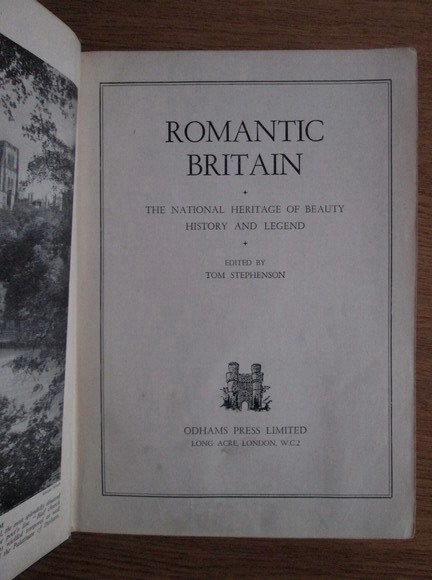 ROMANTIC
BRITAIN
THE NATIONAL HERITAGE OF BEAUTY
HISTORY AND LEGEND
EDITED BY
TOM STEPHENSON
ODHAMS PRESS LIMITED
LONG ACRE, LONDON, W.C.2